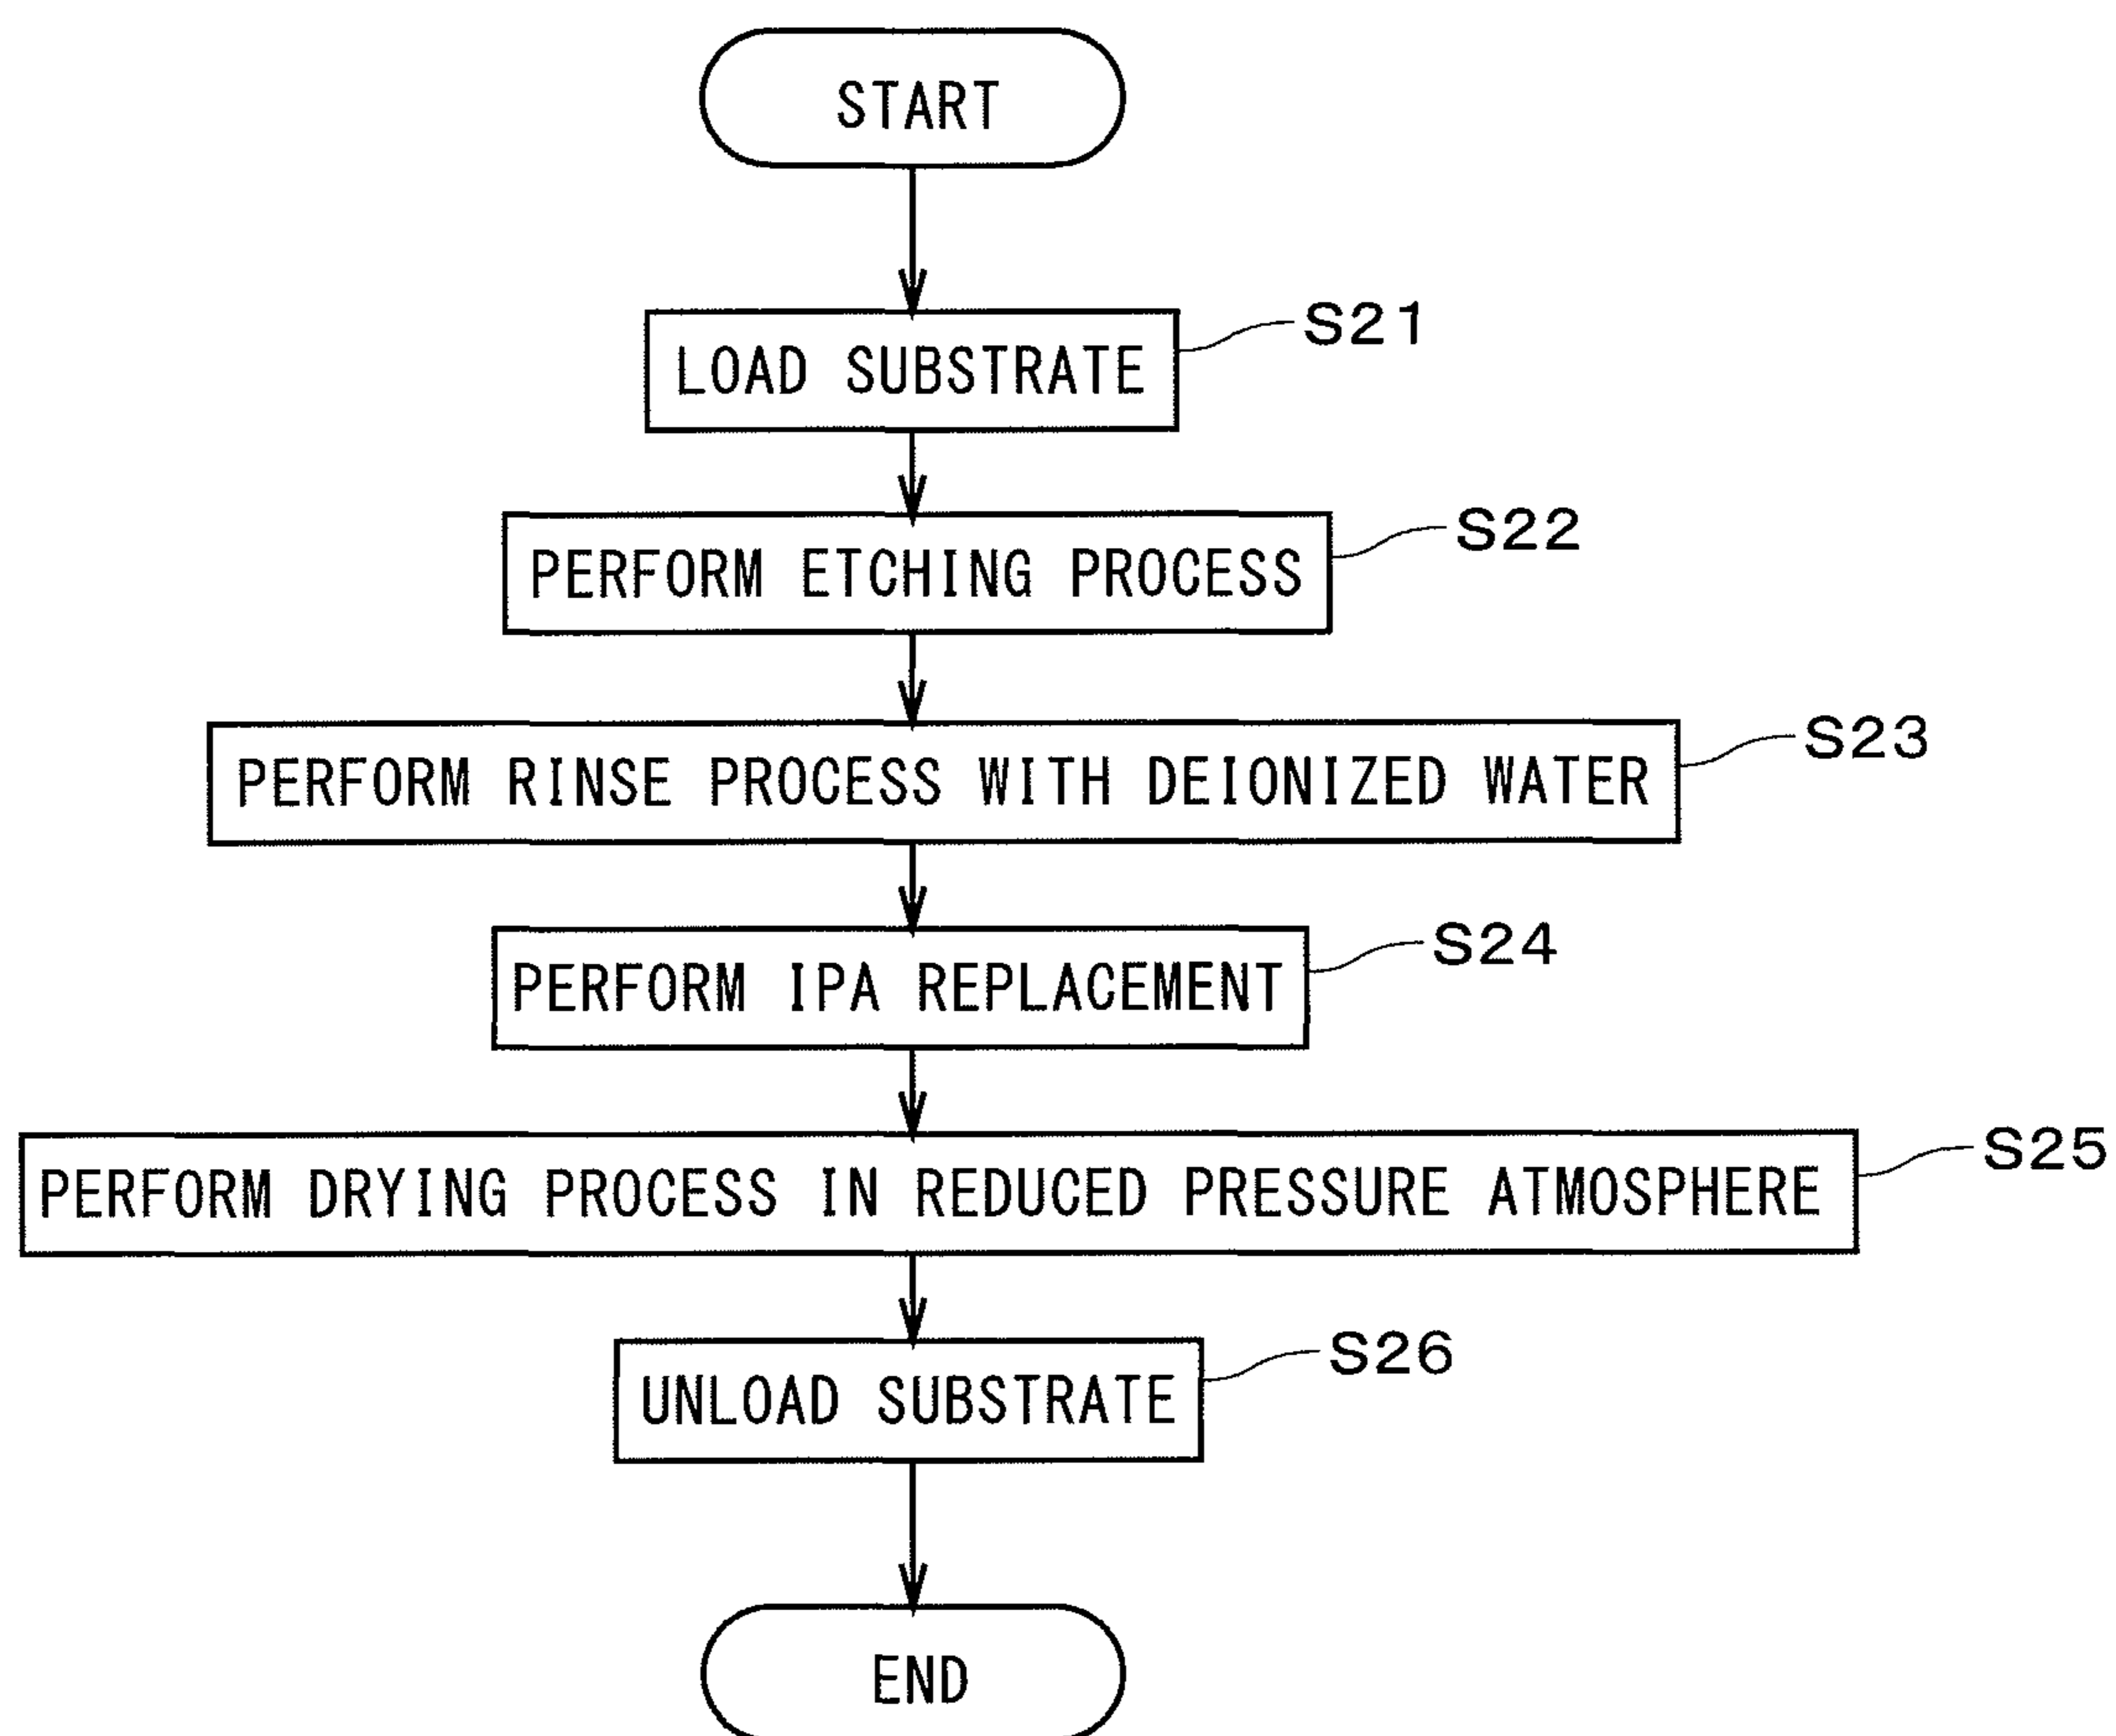 START
LOAD SUBSTRATE
S21
PERFORM ETCHING PROCESS
S22
PERFORM RINSE PROCESS WITH DEIONIZED WATER
S23
PERFORM IPA REPLACEMENT
S24
PERFORM DRYING PROCESS IN REDUCED PRESSURE ATMOSPHERE
S25
UNLOAD SUBSTRATE
S26
END